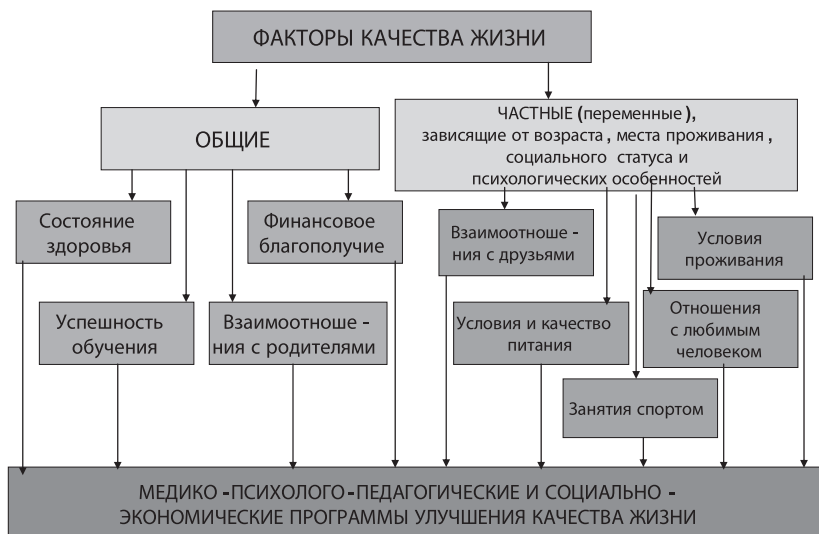 ФАКТОРЫ КАЧЕСТВА ЖИЗНИ
ОБЩИЕ
ЧАСТНЫЕ (переменные),
зависящие от возраста, места проживания,
социального статуса и
психологических особенностей
Состояние
здоровья
Финансовое
благополучие
Взаимоотноше -
ния с друзьями
Условия
проживания
Успешность
обучения
Взаимоотноше -
ния с родителями
Условия и качество
питания
Отношения
с любимым
человеком
Занятия спортом
МЕДИКО -ПСИХОЛОГО-ПЕДАГОГИЧЕСКИЕ И СОЦИАЛЬНО -
ЭКОНОМИЧЕСКИЕ ПРОГРАММЫ УЛУЧШЕНИЯ КАЧЕСТВА ЖИЗНИ